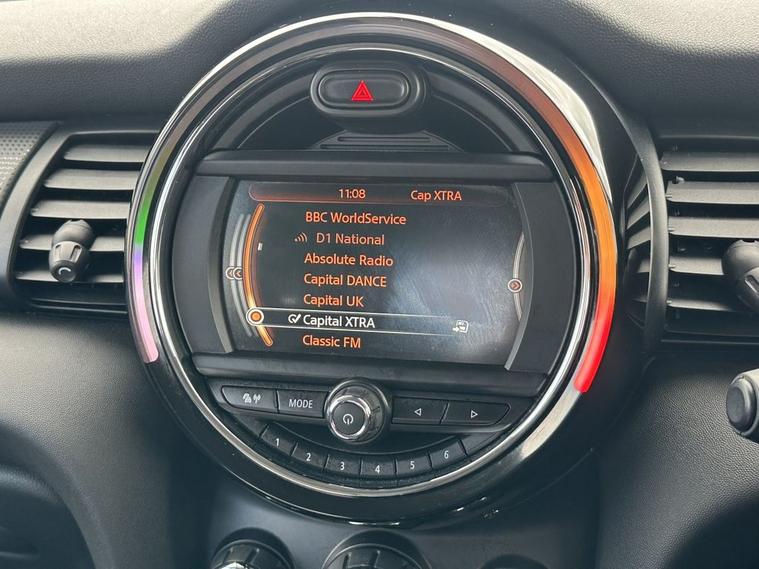 11:08 Cap XTRA
BBC WorldService
D1 National
Absolute Radio
Capital DANCE
Capital UK
Capital XTRA
Classic FM
MODE
1 2 3 4 5 6